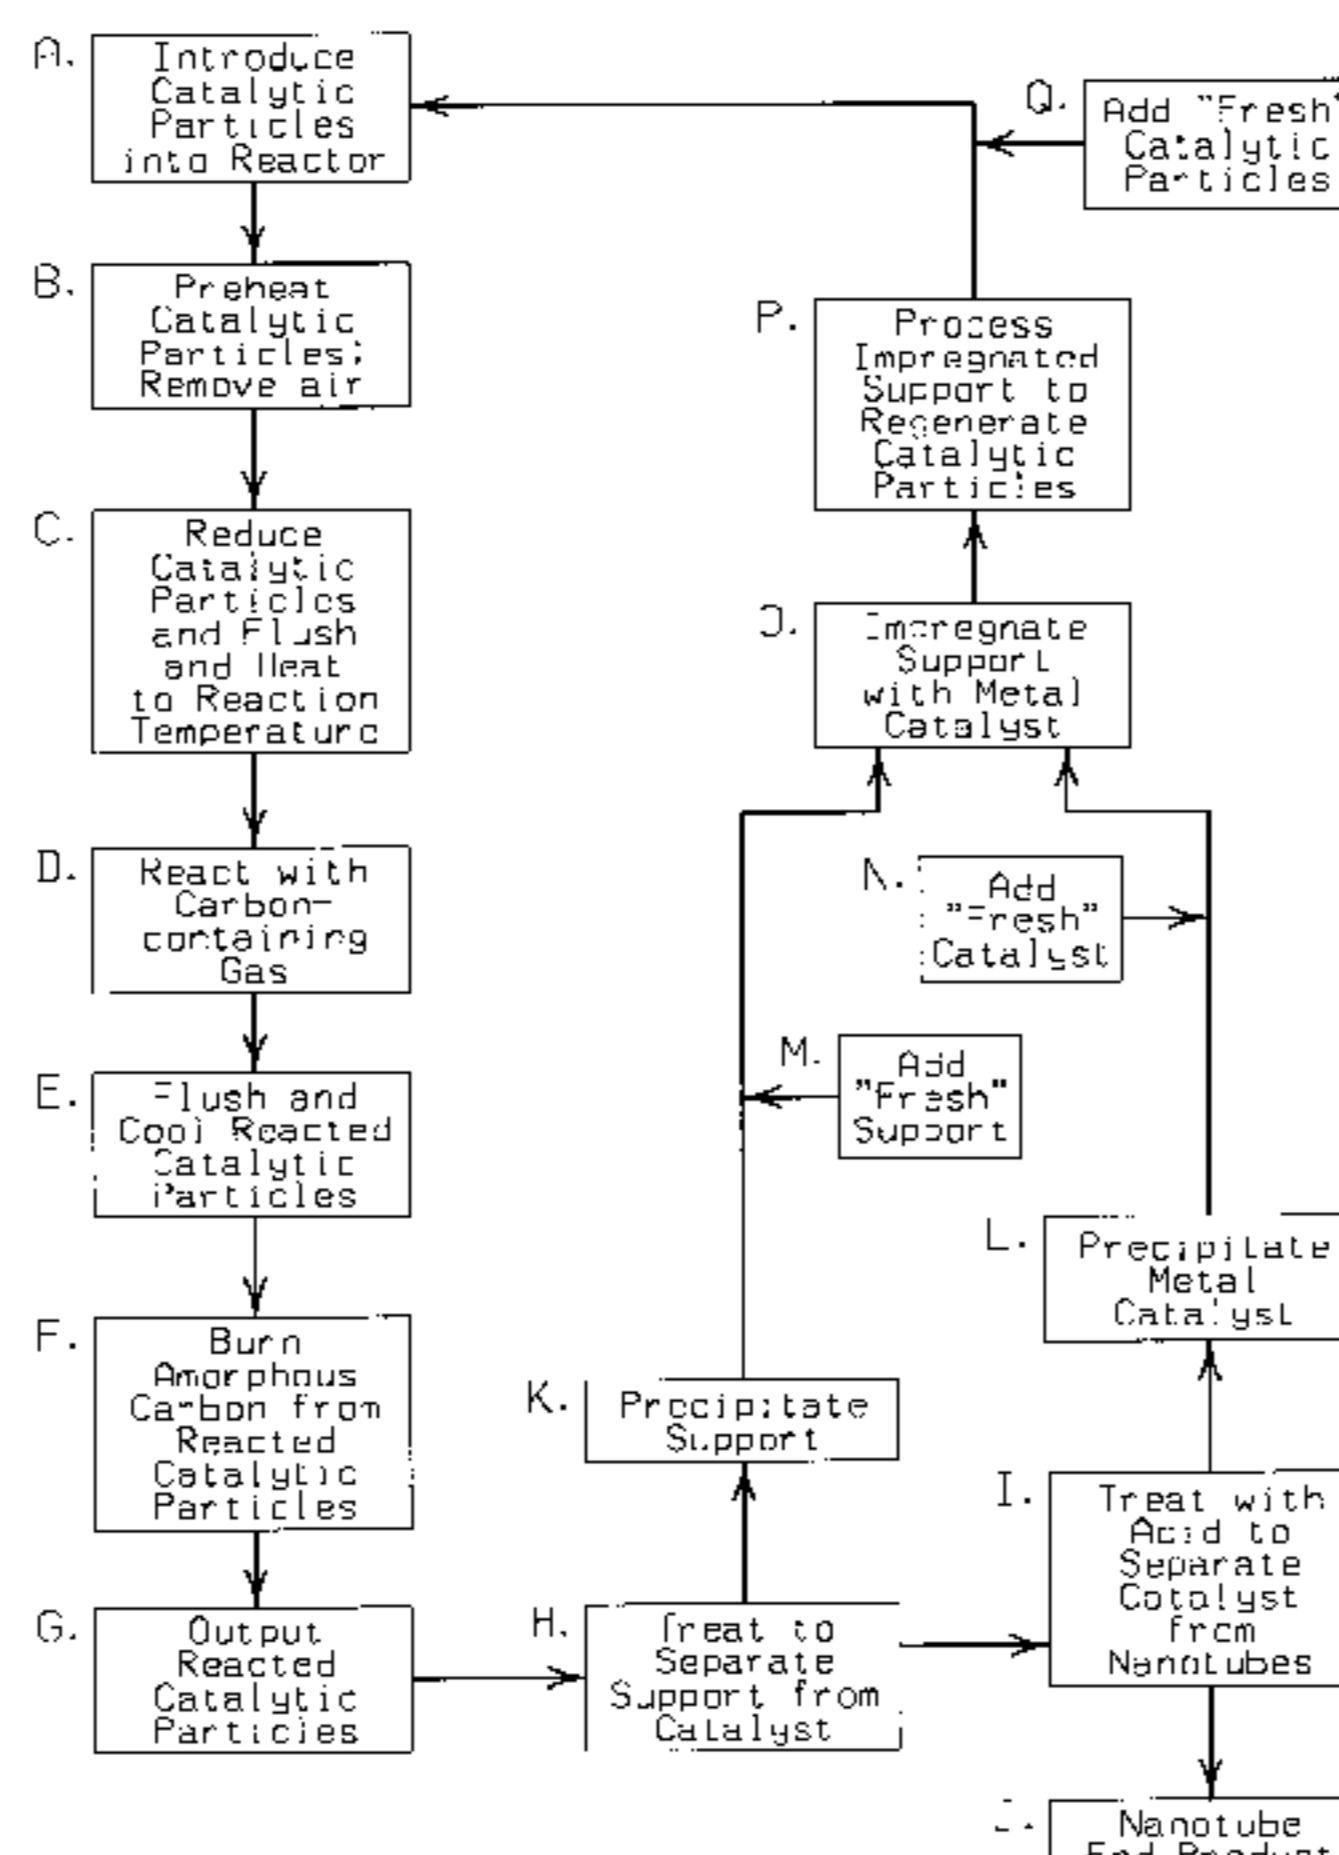 A.
Introduce
Catalytic
Particles
into Reactor
B.
Preheat
Catalytic
Particles;
Remove air
C.
Reduce
Catalytic
Particles
and Flush
and Heat
to Reaction
Temperature
D.
React with
Carbon-
containing
Gas
E.
Flush and
Cool Reacted
Catalytic
Particles
F.
Burn
Amorphous
Carbon from
Reacted
Catalytic
Particles
G.
Output
Reacted
Catalytic
Particles
H.
Treat to
Separate
Support from
Catalyst
I.
Treat with
Acid to
Separate
Catalyst
from
Nanotubes
J.
Nanotube
End Product
K.
Precipitate
Support
L.
Precipitate
Metal
Catalyst
M.
Add
"Fresh"
Support
N.
Add
"Fresh"
Catalyst
O.
Impregnate
Support
with Metal
Catalyst
P.
Process
Impregnated
Support to
Regenerate
Catalytic
Particles
Q.
Add "Fresh"
Catalytic
Particles